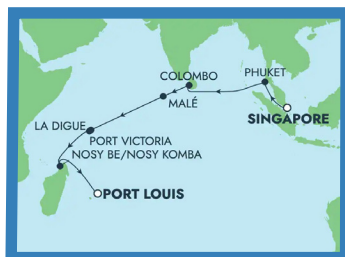 COLOMBO
PHUKET
MALÉ
SINGAPORE
LA DIGUE
PORT VICTORIA
NOSY BE/NOSY KOMBA
PORT LOUIS